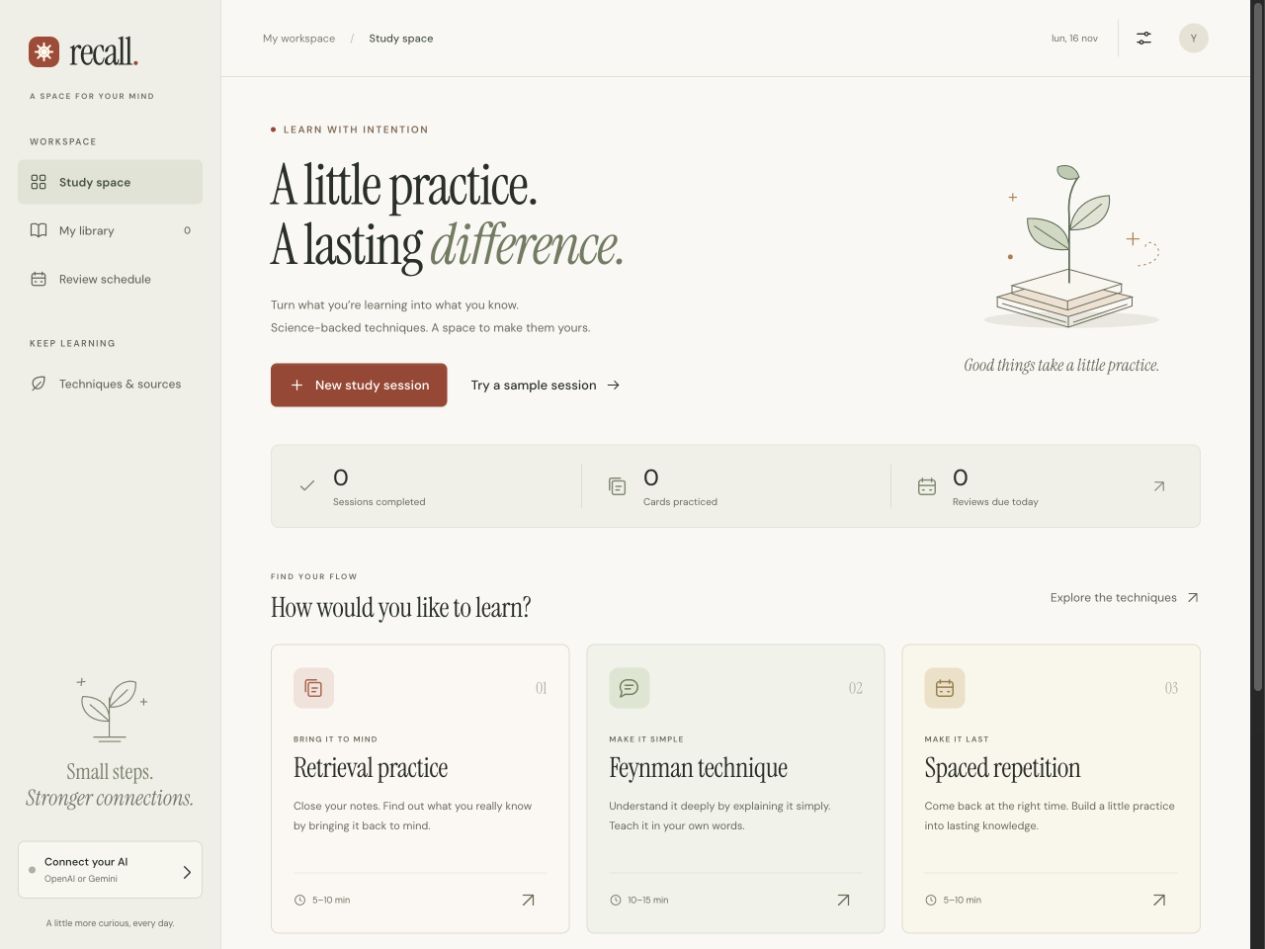 recall.
A SPACE FOR YOUR MIND
WORKSPACE
Study space
My library 0
Review schedule
KEEP LEARNING
Techniques & sources
Small steps.
Stronger connections.
Connect your AI
OpenAI or Gemini
A little more curious, every day.
My workspace / Study space
lun, 16 nov
Y
LEARN WITH INTENTION
A little practice.
A lasting difference.
Turn what you're learning into what you know.
Science-backed techniques. A space to make them yours.
New study session
Try a sample session
Good things take a little practice.
0
Sessions completed
0
Cards practiced
0
Reviews due today
FIND YOUR FLOW
How would you like to learn?
Explore the techniques
01
BRING IT TO MIND
Retrieval practice
Close your notes. Find out what you really know
by bringing it back to mind.
5–10 min
02
MAKE IT SIMPLE
Feynman technique
Understand it deeply by explaining it simply.
Teach it in your own words.
10–15 min
03
MAKE IT LAST
Spaced repetition
Come back at the right time. Build a little practice
into lasting knowledge.
5–10 min